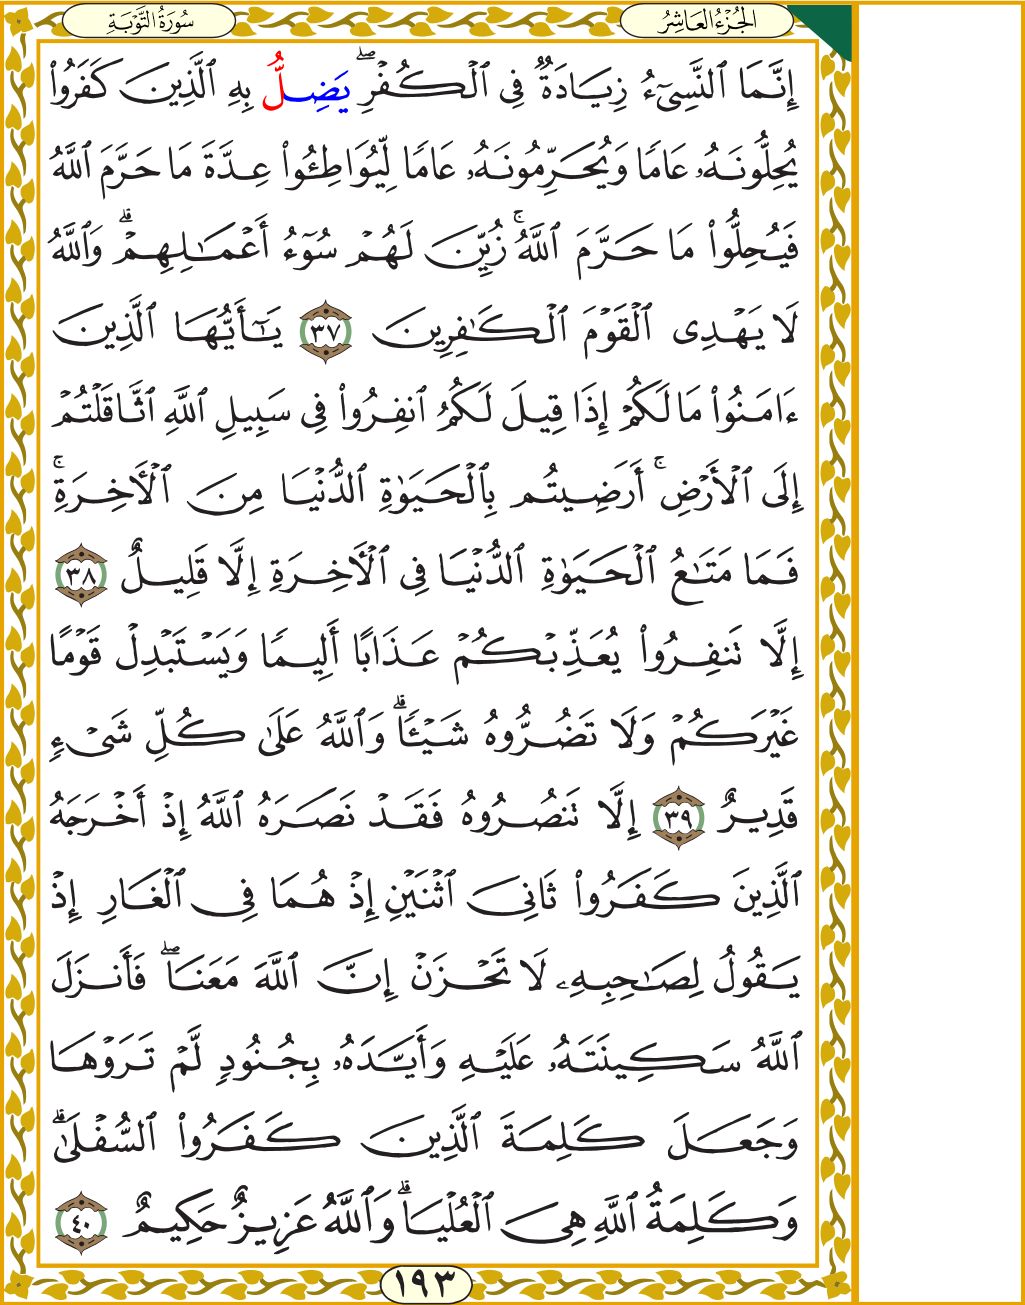 الجُزْءُ العَاشِرُ
سُورَةُ التَّوْبَةِ
إِنَّمَا ٱلنَّسِىٓءُ زِيَادَةٌ فِى ٱلْكُفْرِ ۖ يَضِلُّ بِهِ ٱلَّذِينَ كَفَرُوا۟
يُحِلُّونَهُۥ عَامًا وَيُحَرِّمُونَهُۥ عَامًا لِّيُوَاطِـُٔوا۟ عِدَّةَ مَا حَرَّمَ ٱللَّهُ
فَيُحِلُّوا۟ مَا حَرَّمَ ٱللَّهُ ۚ زُيِّنَ لَهُمْ سُوٓءُ أَعْمَـٰلِهِمْ ۗ وَٱللَّهُ
لَا يَهْدِى ٱلْقَوْمَ ٱلْكَـٰفِرِينَ ٣٧ يَـٰٓأَيُّهَا ٱلَّذِينَ
ءَامَنُوا۟ مَا لَكُمْ إِذَا قِيلَ لَكُمُ ٱنفِرُوا۟ فِى سَبِيلِ ٱللَّهِ ٱثَّاقَلْتُمْ
إِلَى ٱلْأَرْضِ ۚ أَرَضِيتُم بِٱلْحَيَوٰةِ ٱلدُّنْيَا مِنَ ٱلْـَٔاخِرَةِ ۚ
فَمَا مَتَـٰعُ ٱلْحَيَوٰةِ ٱلدُّنْيَا فِى ٱلْـَٔاخِرَةِ إِلَّا قَلِيلٌ ٣٨
إِلَّا تَنفِرُوا۟ يُعَذِّبْكُمْ عَذَابًا أَلِيمًا وَيَسْتَبْدِلْ قَوْمًا
غَيْرَكُمْ وَلَا تَضُرُّوهُ شَيْـًٔا ۗ وَٱللَّهُ عَلَىٰ كُلِّ شَىْءٍ
قَدِيرٌ ٣٩ إِلَّا تَنصُرُوهُ فَقَدْ نَصَرَهُ ٱللَّهُ إِذْ أَخْرَجَهُ
ٱلَّذِينَ كَفَرُوا۟ ثَانِىَ ٱثْنَيْنِ إِذْ هُمَا فِى ٱلْغَارِ إِذْ
يَقُولُ لِصَـٰحِبِهِۦ لَا تَحْزَنْ إِنَّ ٱللَّهَ مَعَنَا ۖ فَأَنزَلَ
ٱللَّهُ سَكِينَتَهُۥ عَلَيْهِ وَأَيَّدَهُۥ بِجُنُودٍ لَّمْ تَرَوْهَا
وَجَعَلَ كَلِمَةَ ٱلَّذِينَ كَفَرُوا۟ ٱلسُّفْلَىٰ ۗ
وَكَلِمَةُ ٱللَّهِ هِىَ ٱلْعُلْيَا ۗ وَٱللَّهُ عَزِيزٌ حَكِيمٌ ٤٠
١٩٣